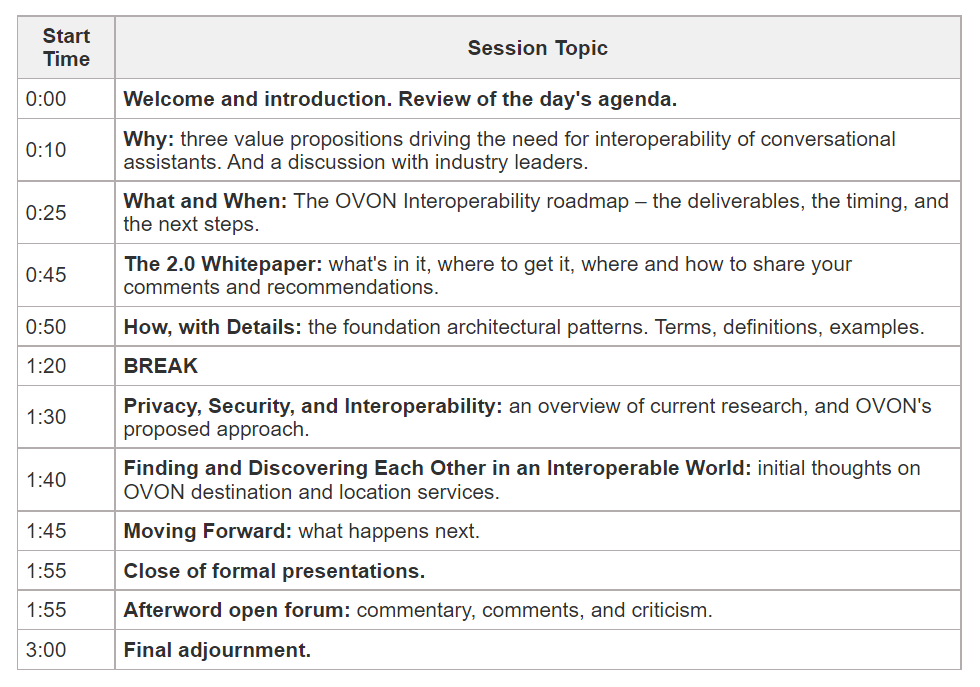 Start
Time
Session Topic
0:00
Welcome and introduction. Review of the day's agenda.
0:10
Why: three value propositions driving the need for interoperability of conversational
assistants. And a discussion with industry leaders.
0:25
What and When: The OVON Interoperability roadmap – the deliverables, the timing, and
the next steps.
0:45
The 2.0 Whitepaper: what's in it, where to get it, where and how to share your
comments and recommendations.
0:50
How, with Details: the foundation architectural patterns. Terms, definitions, examples.
1:20
BREAK
1:30
Privacy, Security, and Interoperability: an overview of current research, and OVON's
proposed approach.
1:40
Finding and Discovering Each Other in an Interoperable World: initial thoughts on
OVON destination and location services.
1:45
Moving Forward: what happens next.
1:55
Close of formal presentations.
1:55
Afterword open forum: commentary, comments, and criticism.
3:00
Final adjournment.